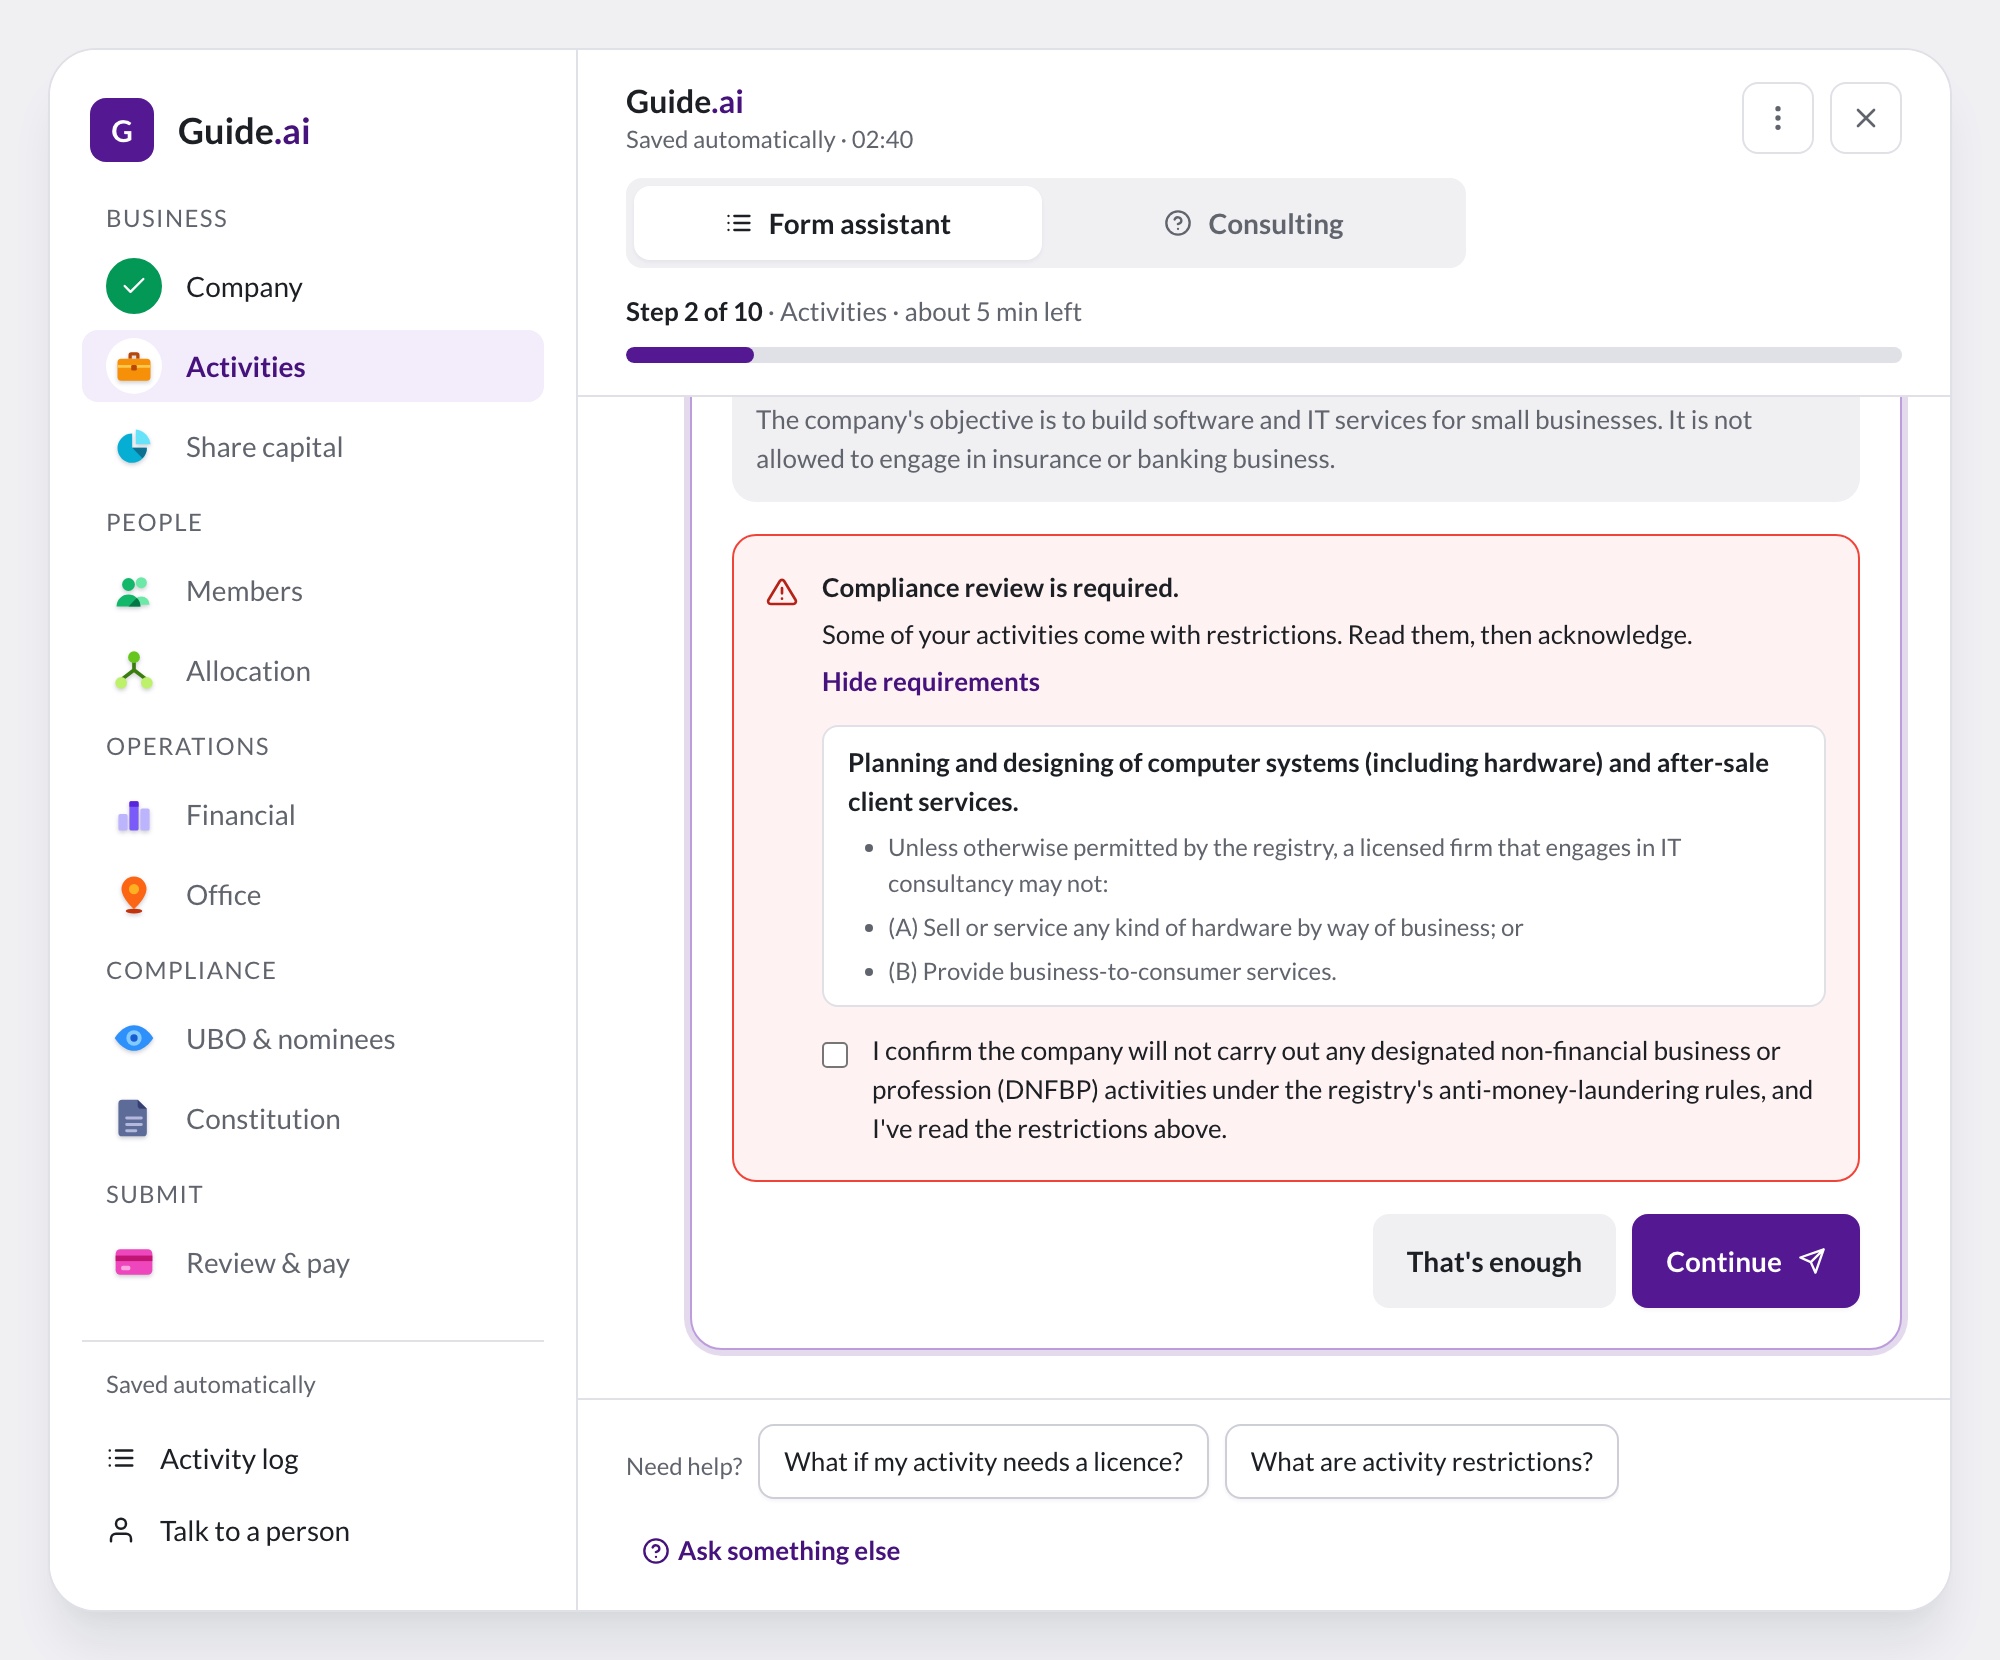 G
Guide.ai
BUSINESS
Company
Activities
Share capital
PEOPLE
Members
Allocation
OPERATIONS
Financial
Office
COMPLIANCE
UBO & nominees
Constitution
SUBMIT
Review & pay
Saved automatically
Activity log
Talk to a person
Guide.ai
Saved automatically · 02:40
Form assistant
Consulting
Step 2 of 10 · Activities · about 5 min left
The company's objective is to build software and IT services for small businesses. It is not
allowed to engage in insurance or banking business.
Compliance review is required.
Some of your activities come with restrictions. Read them, then acknowledge.
Hide requirements
Planning and designing of computer systems (including hardware) and after-sale
client services.
• Unless otherwise permitted by the registry, a licensed firm that engages in IT
consultancy may not:
• (A) Sell or service any kind of hardware by way of business; or
• (B) Provide business-to-consumer services.
I confirm the company will not carry out any designated non-financial business or
profession (DNFBP) activities under the registry's anti-money-laundering rules, and
I've read the restrictions above.
That's enough
Continue
Need help?
What if my activity needs a licence?
What are activity restrictions?
Ask something else